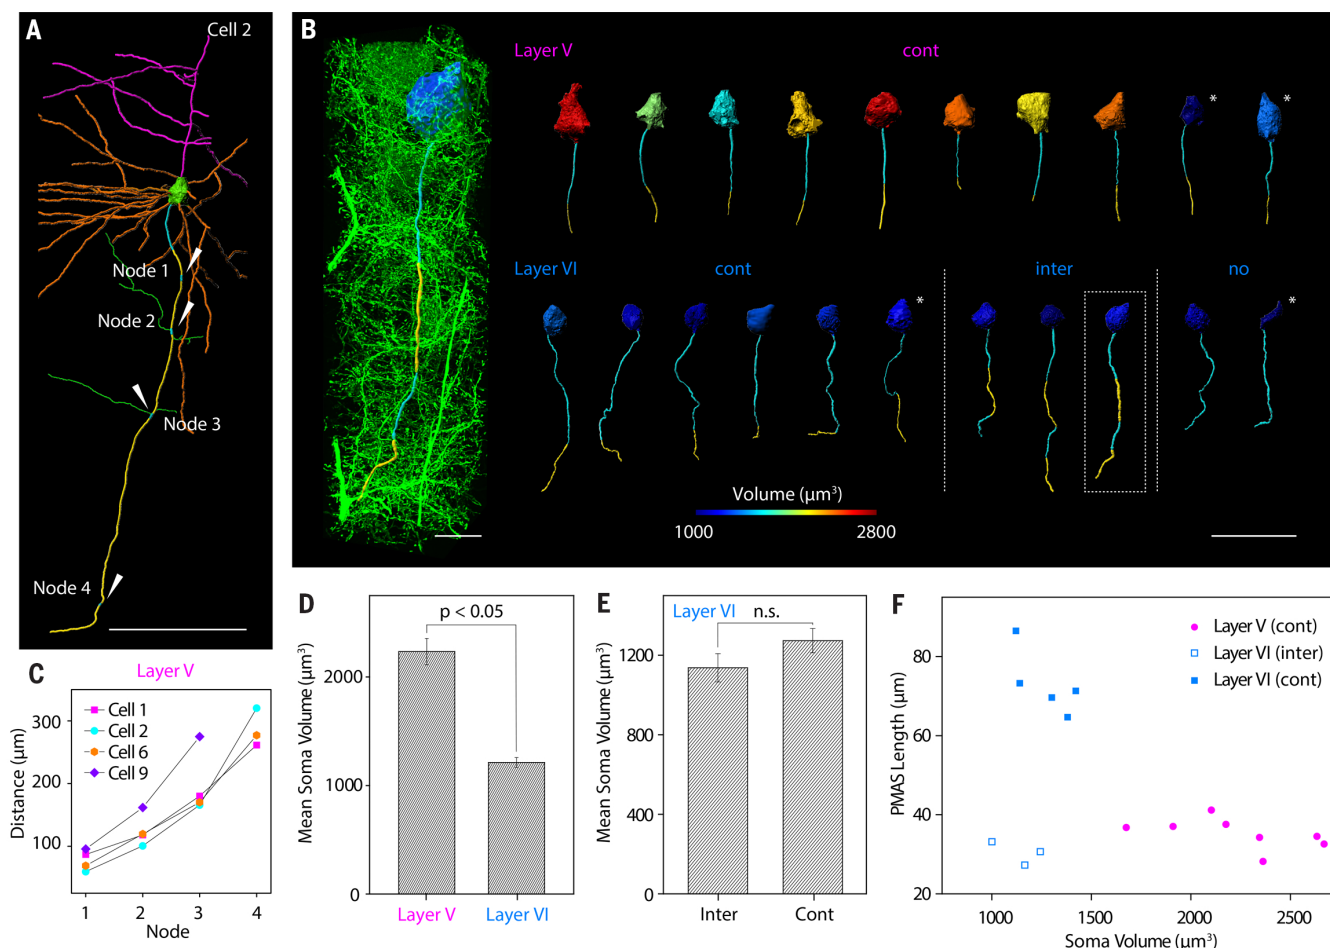 A
Cell 2
Node 1
Node 2
Node 3
Node 4
B
Layer V
cont
*
*
Layer VI
cont
inter
no
*
*
Volume (μm³)
1000
2800
C
Layer V
Distance (μm)
300
200
100
Cell 1
Cell 2
Cell 6
Cell 9
1
2
3
4
Node
D
p < 0.05
Mean Soma Volume (μm³)
2000
1000
0
Layer V
Layer VI
E
Layer VI
n.s.
Mean Soma Volume (μm³)
1200
800
400
0
Inter
Cont
F
Layer V (cont)
Layer VI (inter)
Layer VI (cont)
PMAS Length (μm)
80
60
40
20
1000
1500
2000
2500
Soma Volume (μm³)